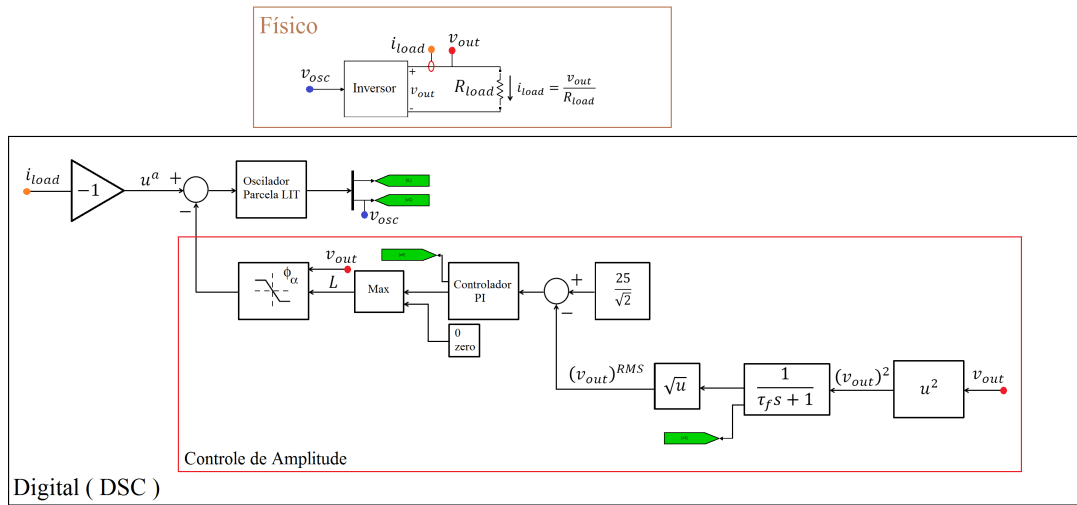 Físico
i_load
v_out
v_osc
Inversor
+
v_out
-
R_load
i_load = v_out / R_load
i_load
−1
u^a
+
−
Oscilador
Parcela LIT
v_osc
ϕ_α
v_out
L
Max
Controlador
PI
+
−
25 / √2
0
zero
(v_out)^RMS
√u
1 / (τ_f s + 1)
(v_out)^2
u^2
v_out
Controle de Amplitude
Digital ( DSC )